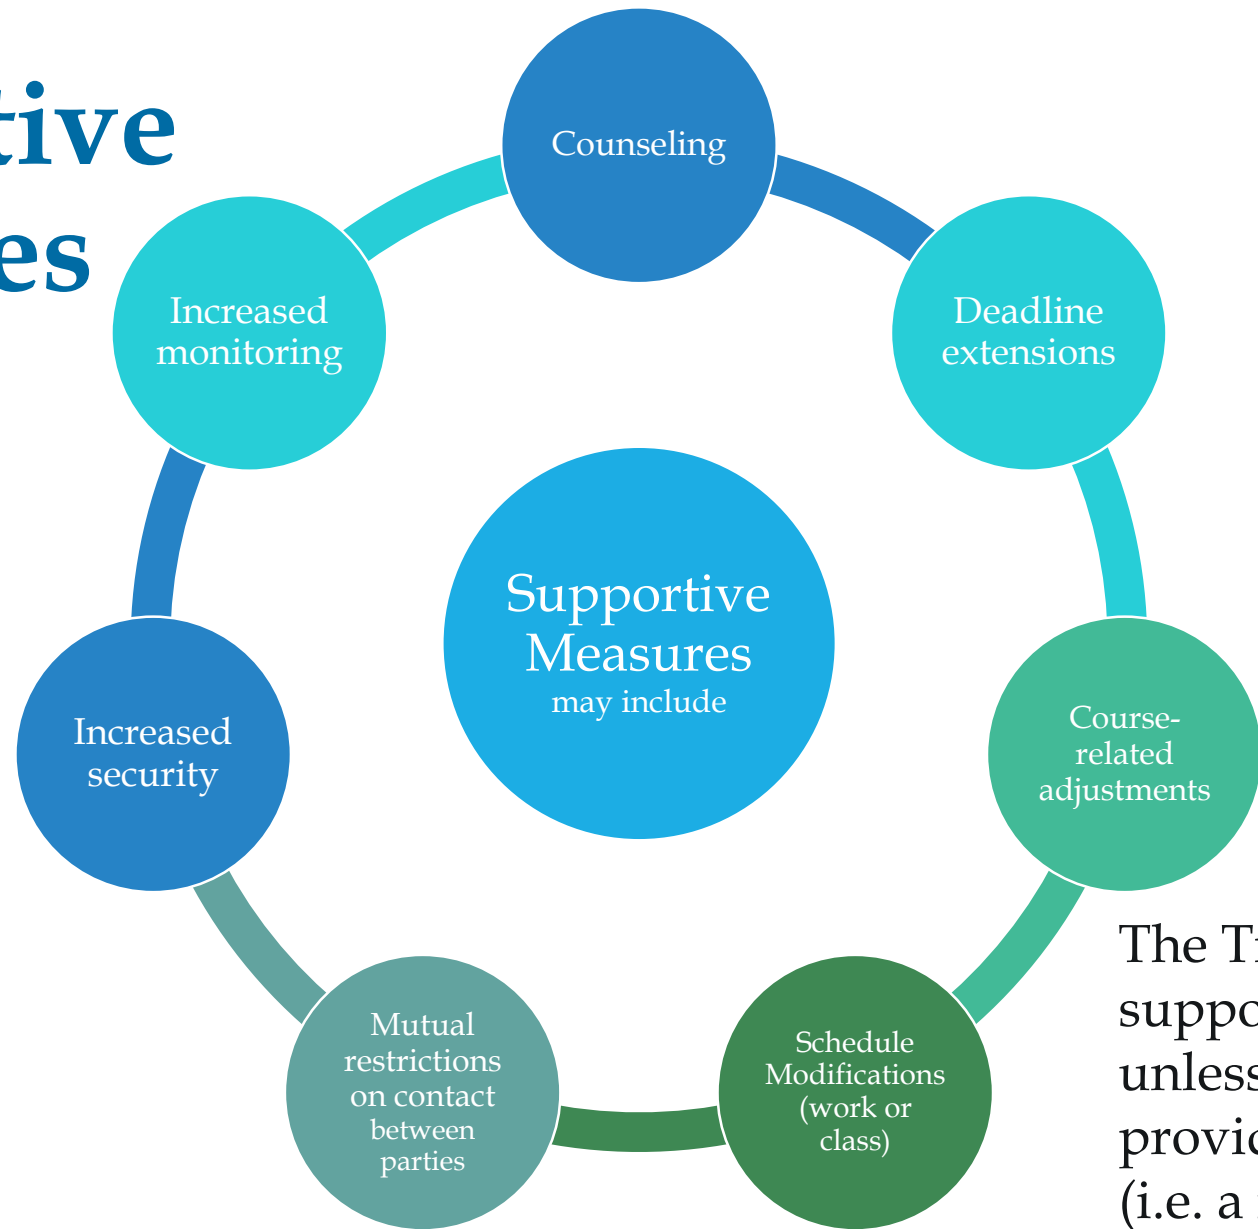 tive
es
Counseling
Deadline
extensions
Course-
related
adjustments
Schedule
Modifications
(work or
class)
Mutual
restrictions
on contact
between
parties
Increased
security
Increased
monitoring
Supportive
Measures
may include
The
suppo
unless
provi
(i.e. a